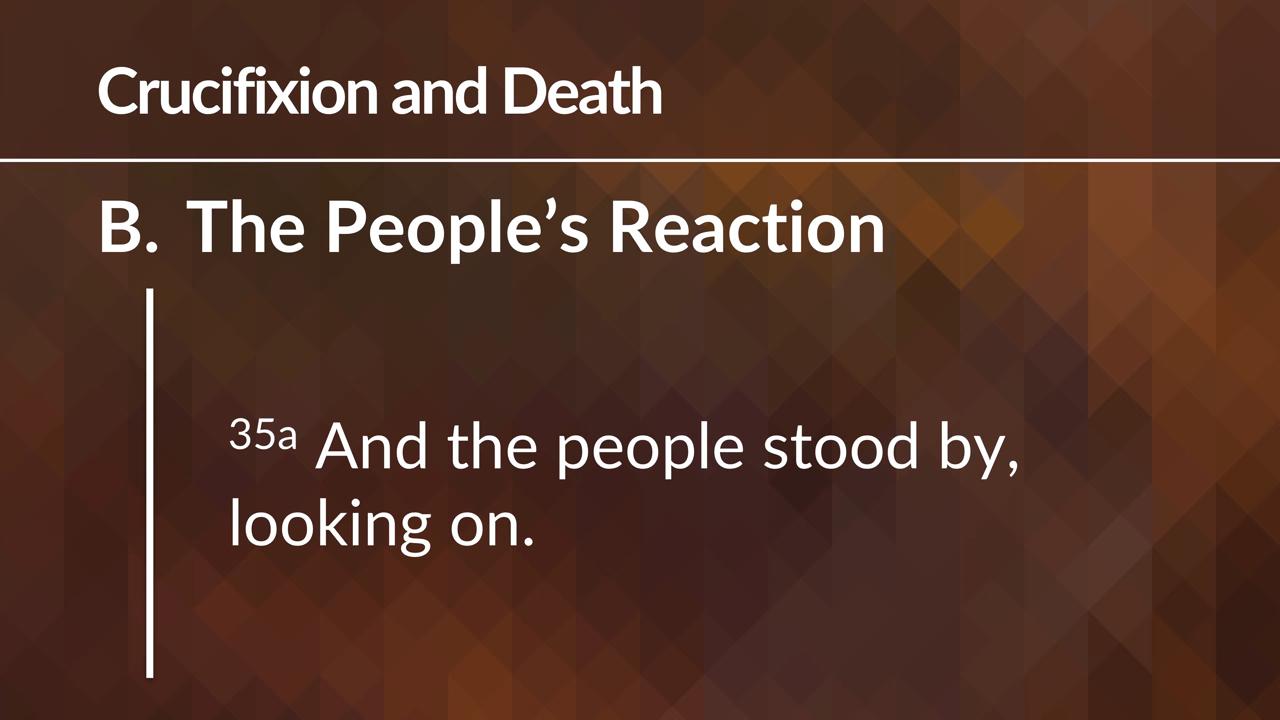 Crucifixion and Death
B. The People’s Reaction
35a And the people stood by,
looking on.